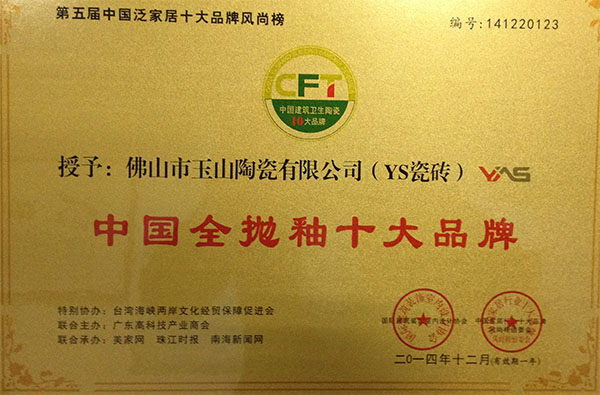 第五届中国泛家居十大品牌风尚榜
编号:141220123
CFT
中国建筑卫生陶瓷
10大品牌
授予：佛山市玉山陶瓷有限公司（YS瓷砖）
中国全抛釉十大品牌
特别协办：台湾海峡两岸文化经贸保障促进会
联合主办：广东高科技产业商会
联合承办：美家网 珠江时报 南海新闻网
二〇一四年十二月(有效期一年)